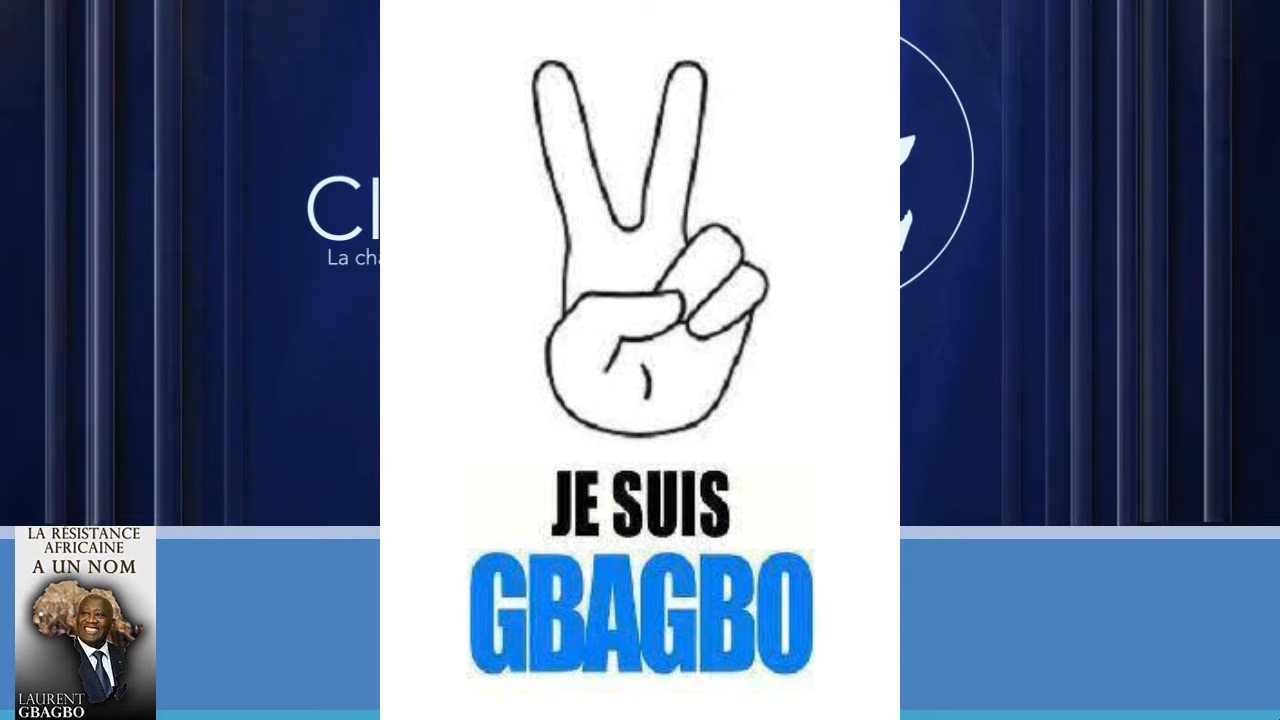 JE SUIS
GBAGBO
LA RÉSISTANCE
AFRICAINE
A UN NOM
LAURENT
GBAGBO